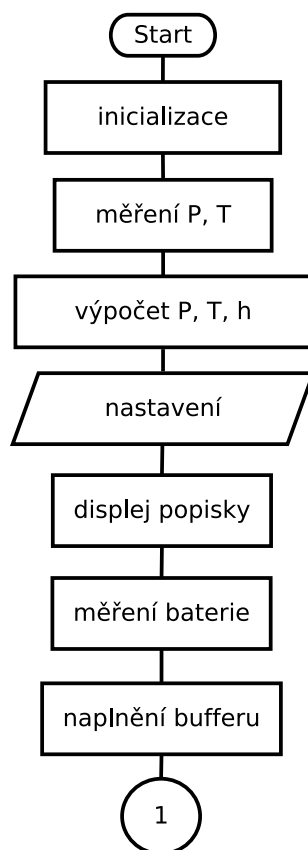 Start
inicializace
měření P, T
výpočet P, T, h
nastavení
displej popisky
měření baterie
naplnění bufferu
1